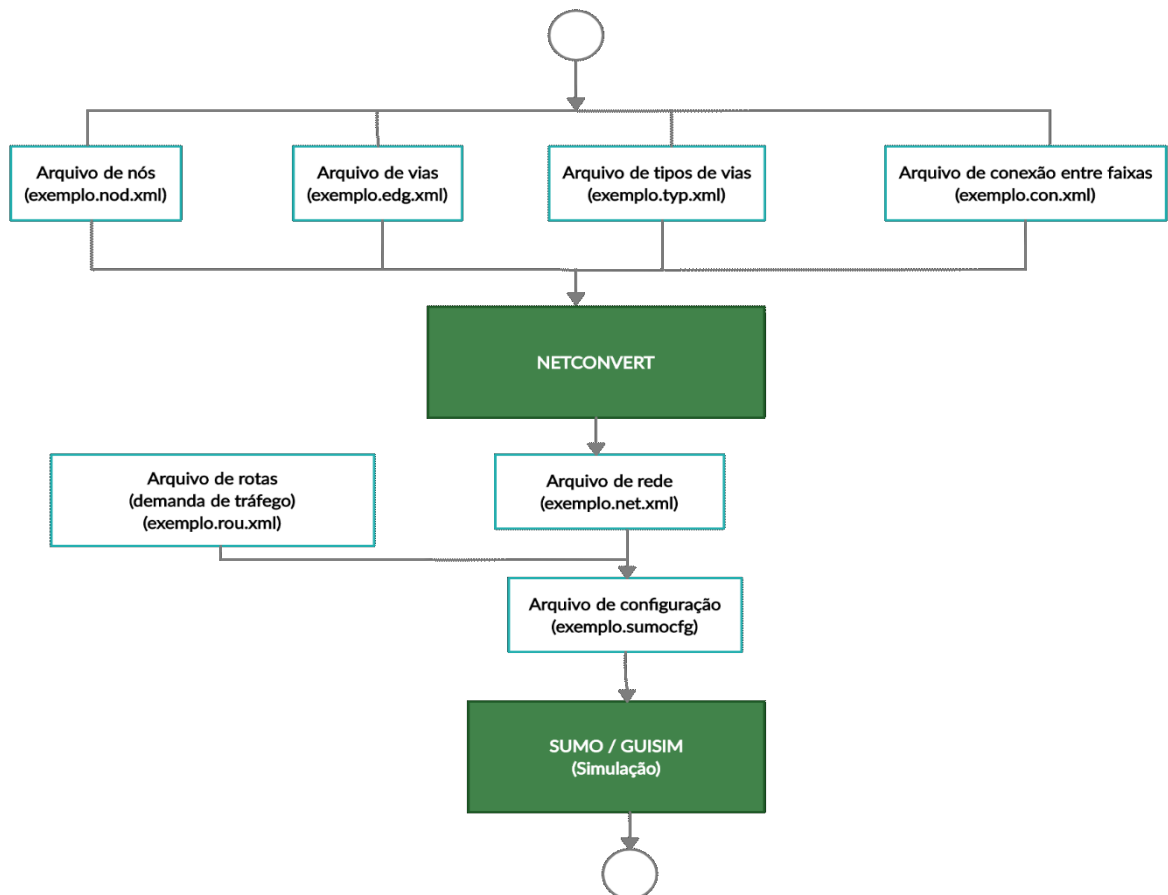 Arquivo de nós
(exemplo.nod.xml)
Arquivo de vias
(exemplo.edg.xml)
Arquivo de tipos de vias
(exemplo.typ.xml)
Arquivo de conexão entre faixas
(exemplo.con.xml)
NETCONVERT
Arquivo de rotas
(demanda de tráfego)
(exemplo.rou.xml)
Arquivo de rede
(exemplo.net.xml)
Arquivo de configuração
(exemplo.sumocfg)
SUMO / GUISIM
(Simulação)